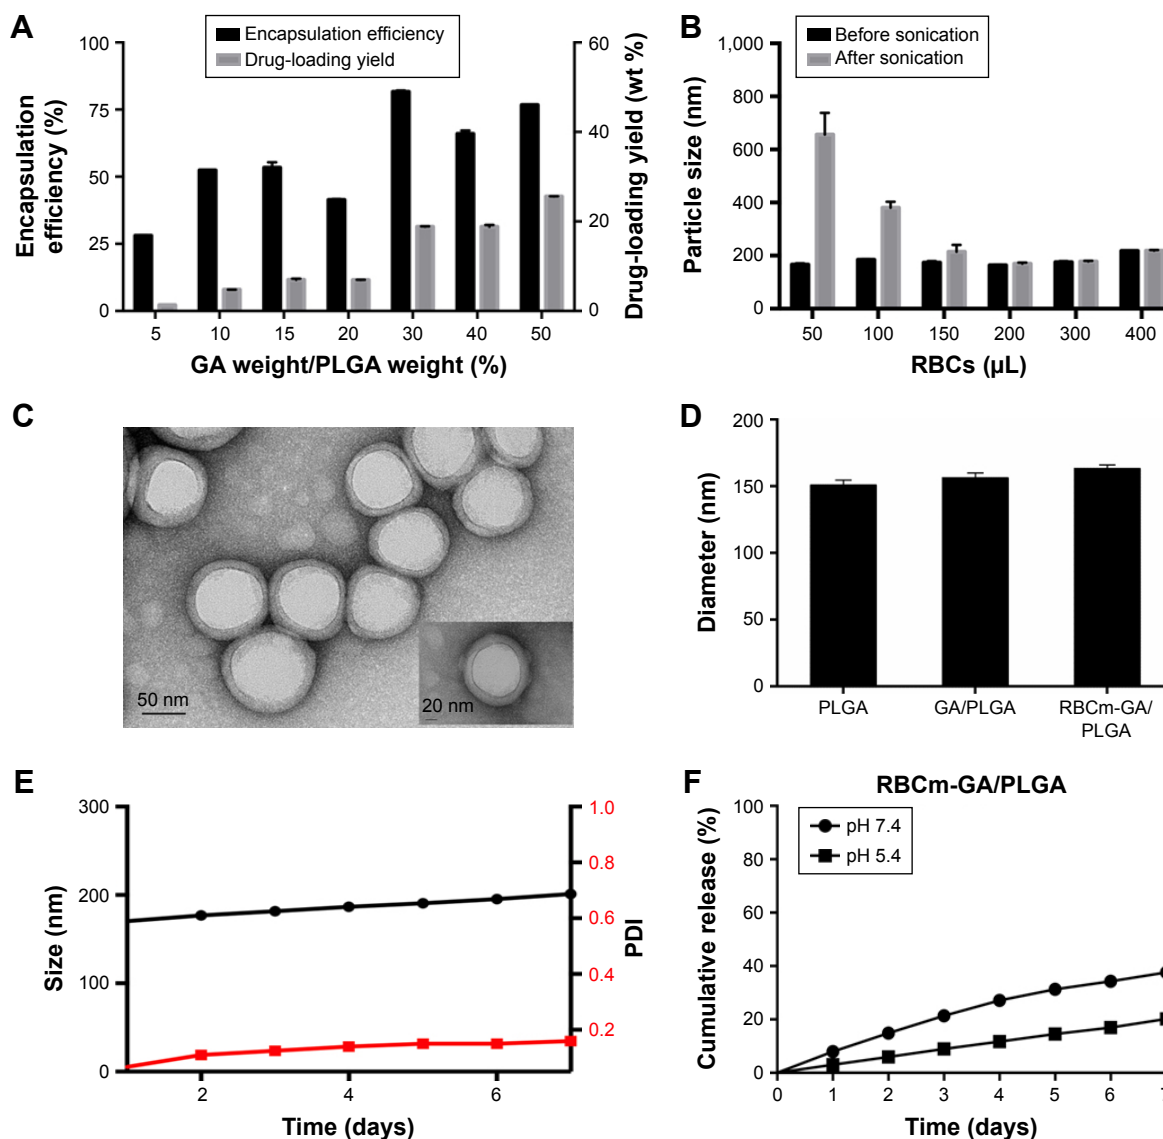 A
Encapsulation efficiency
Drug-loading yield
100
75
50
25
0
60
40
20
0
Encapsulation
efficiency (%)
Drug-loading yield (wt %)
5 10 15 20 30 40 50
GA weight/PLGA weight (%)
B
Before sonication
After sonication
1,000
800
600
400
200
0
Particle size (nm)
50 100 150 200 300 400
RBCs (µL)
C
50 nm
20 nm
D
200
150
100
50
0
Diameter (nm)
PLGA GA/PLGA RBCm-GA/
PLGA
E
300
200
100
0
Size (nm)
1.0
0.8
0.6
0.4
0.2
PDI
2 4 6
Time (days)
F
RBCm-GA/PLGA
pH 7.4
pH 5.4
100
80
60
40
20
0
Cumulative release (%)
0 1 2 3 4 5 6 7
Time (days)